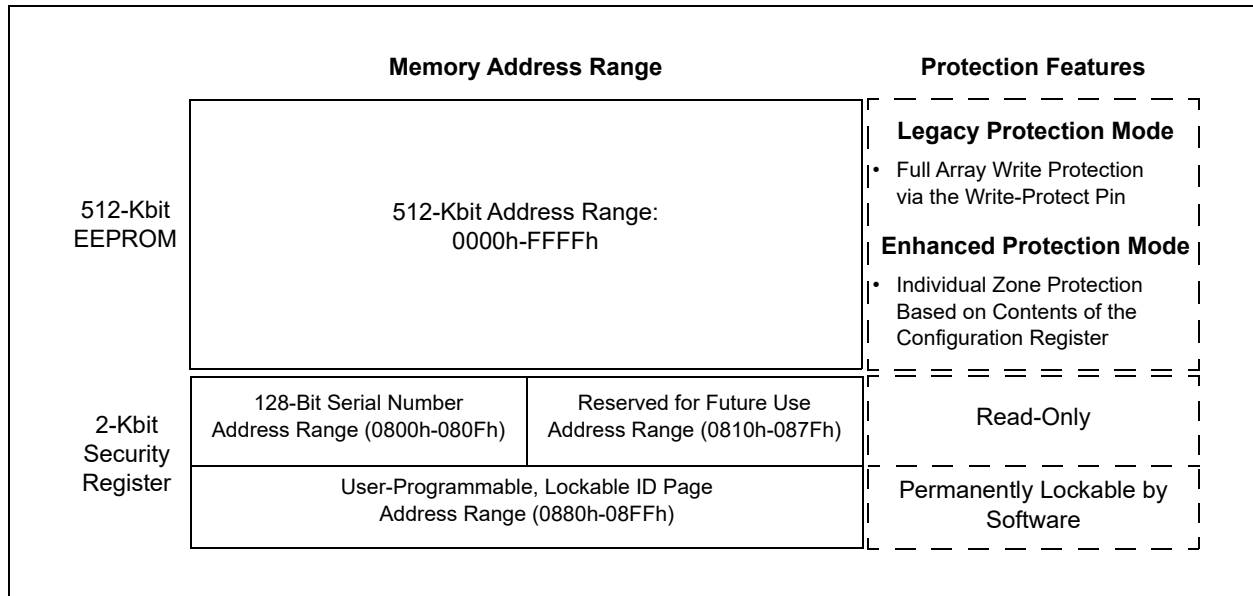 Memory Address Range
Protection Features
512-Kbit
EEPROM
512-Kbit Address Range:
0000h-FFFFh
Legacy Protection Mode
• Full Array Write Protection
via the Write-Protect Pin
Enhanced Protection Mode
• Individual Zone Protection
Based on Contents of the
Configuration Register
2-Kbit
Security
Register
128-Bit Serial Number
Address Range (0800h-080Fh)
Reserved for Future Use
Address Range (0810h-087Fh)
Read-Only
User-Programmable, Lockable ID Page
Address Range (0880h-08FFh)
Permanently Lockable by
Software